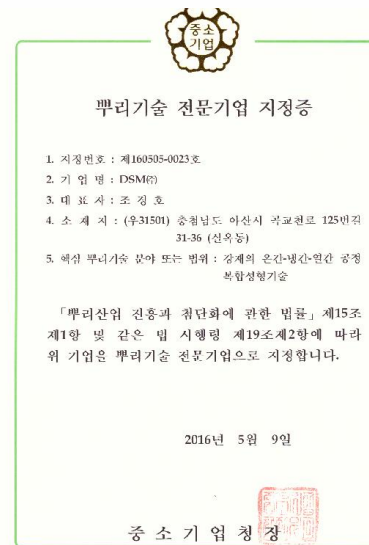 중소
기업
뿌리기술 전문기업 지정증
1. 지정번호 : 제160505-0023호
2. 기 업 명 : DSM㈜
3. 대 표 자 : 조 경 호
4. 소 재 지 : (우31501) 충청남도 아산시 곡교천로 125번길
31-36 (실옥동)
5. 핵심 뿌리기술 분야 또는 범위 : 강재의 온간-냉간-열간 공정
복합성형기술
「뿌리산업 진흥과 첨단화에 관한 법률」제15조
제1항 및 같은 법 시행령 제19조제2항에 따라
위 기업을 뿌리기술 전문기업으로 지정합니다.
2016년 5월 9일
중 소 기 업 청 장